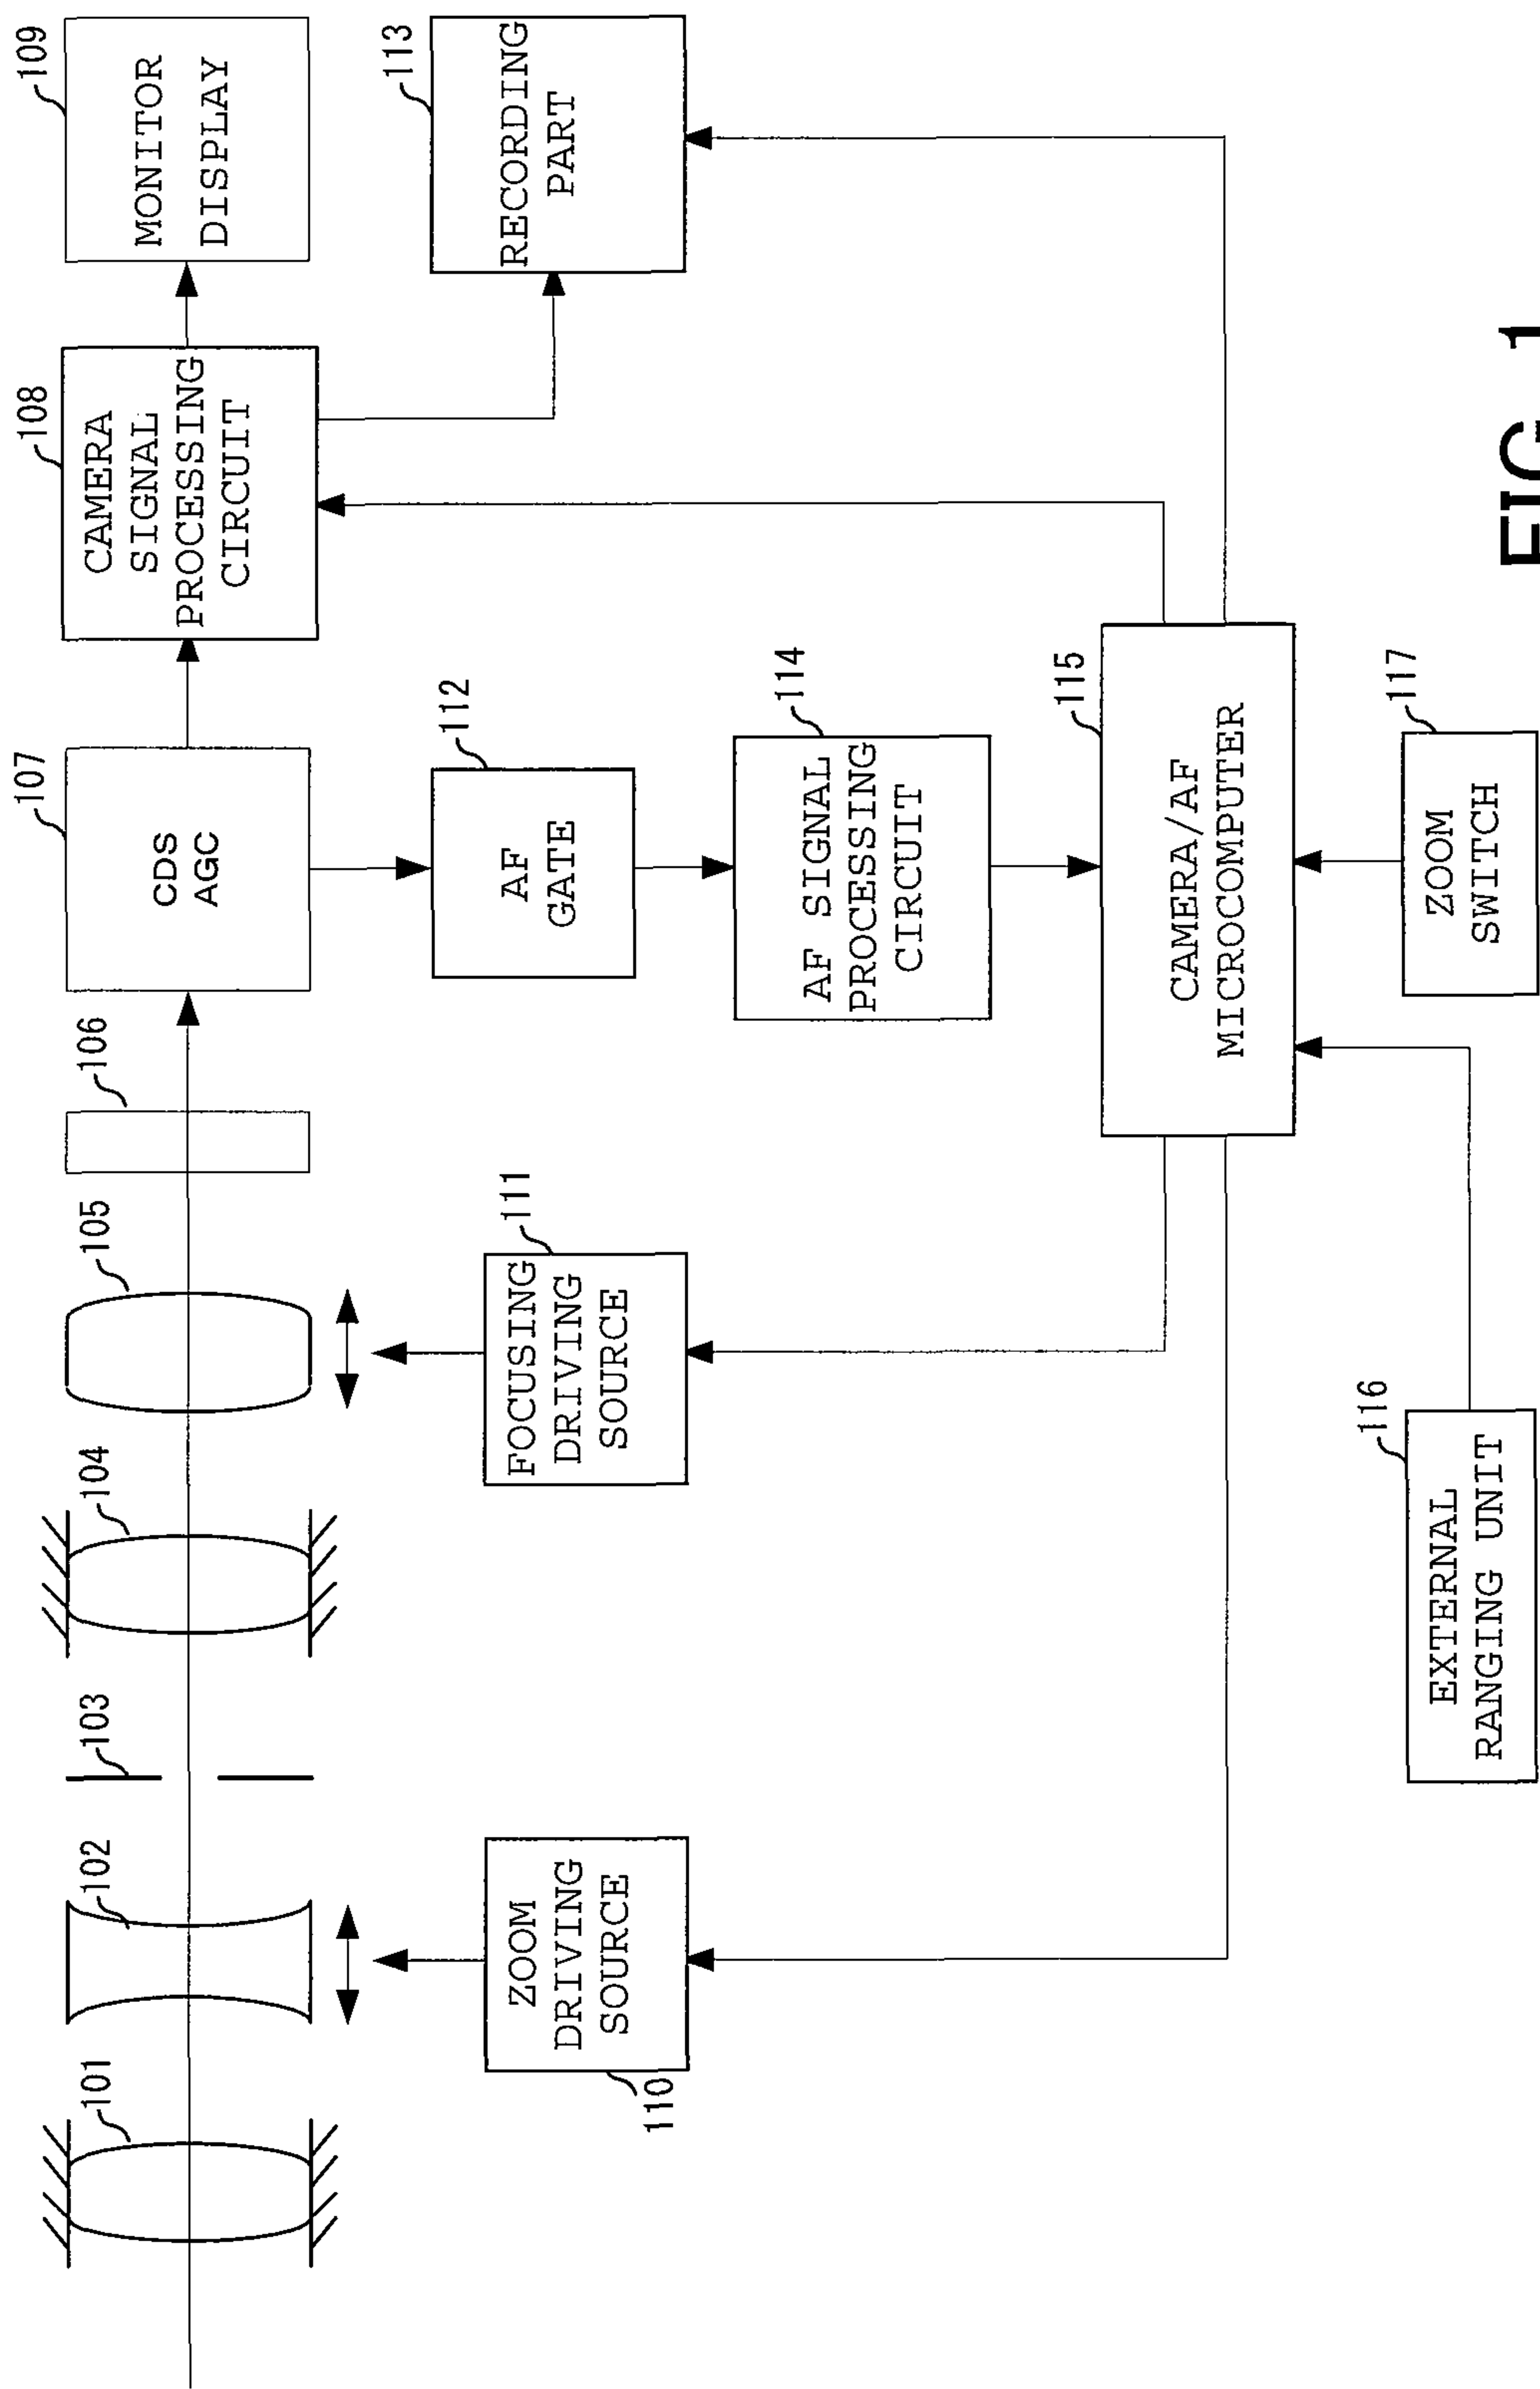 101
102
103
104
105
106
107
CDS
AGC
108
CAMERA
SIGNAL
PROCESSING
CIRCUIT
109
MONITOR
DISPLAY
110
ZOOM
DRIVING
SOURCE
111
FOCUSING
DRIVING
SOURCE
112
AF
GATE
113
RECORDING
PART
114
AF SIGNAL
PROCESSING
CIRCUIT
115
CAMERA/AF
MICROCOMPUTER
116
EXTERNAL
RANGING UNIT
117
ZOOM
SWITCH
FIG. 1